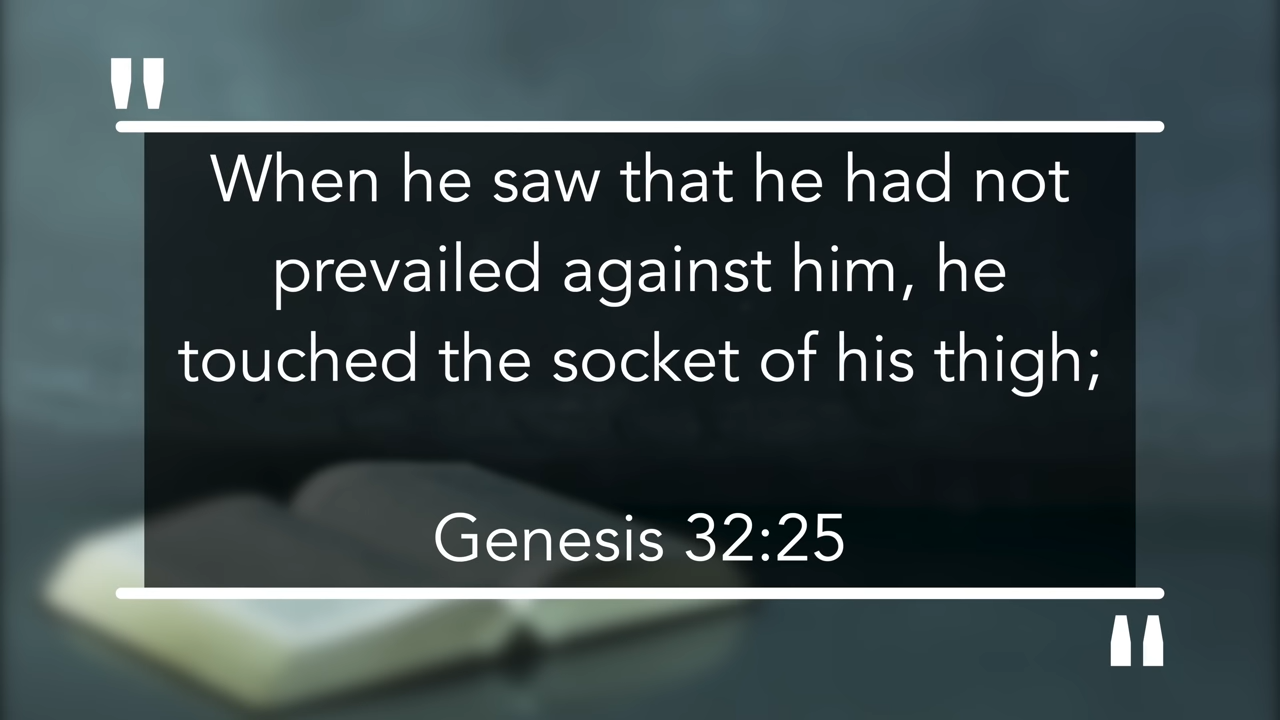 "
When he saw that he had not
prevailed against him, he
touched the socket of his thigh;
Genesis 32:25
"